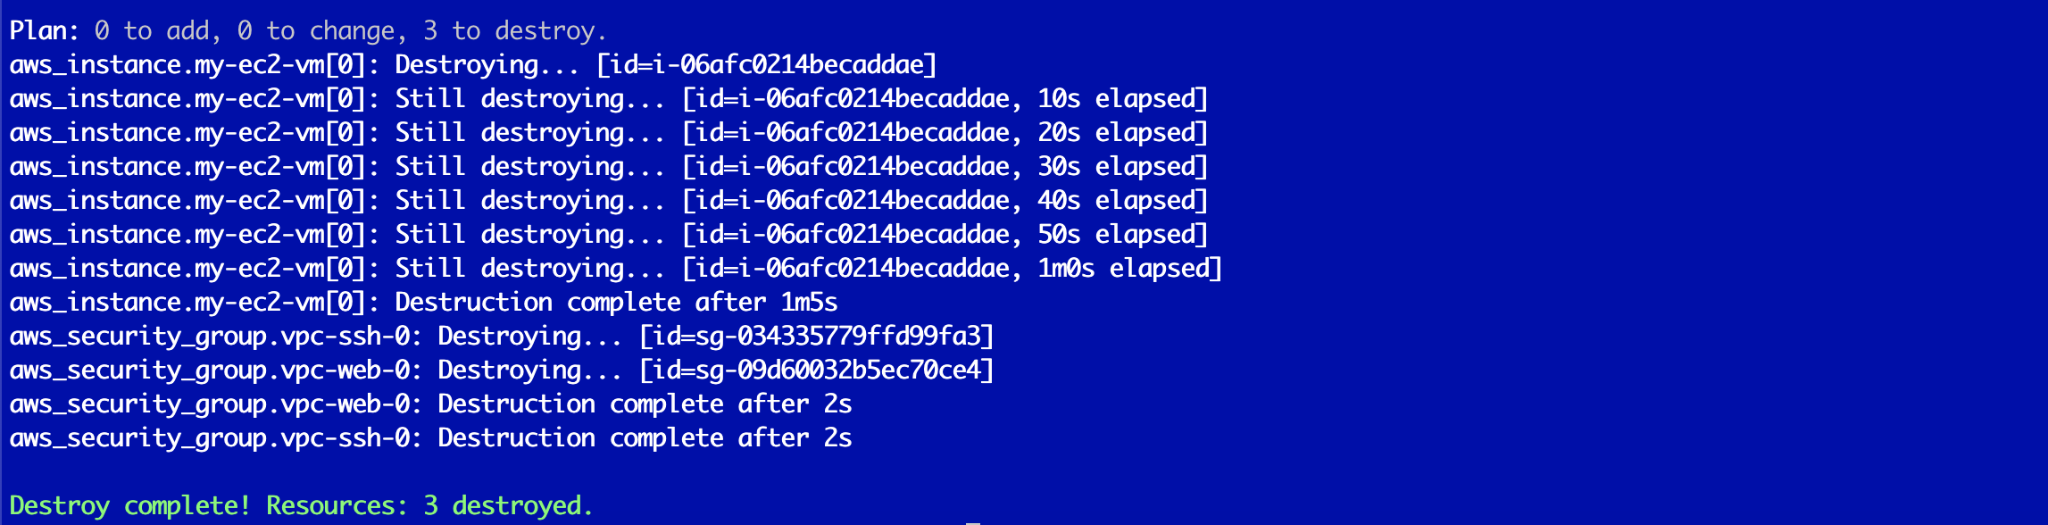 Plan: 0 to add, 0 to change, 3 to destroy.
aws_instance.my-ec2-vm[0]: Destroying... [id=i-06afc0214becaddae]
aws_instance.my-ec2-vm[0]: Still destroying... [id=i-06afc0214becaddae, 10s elapsed]
aws_instance.my-ec2-vm[0]: Still destroying... [id=i-06afc0214becaddae, 20s elapsed]
aws_instance.my-ec2-vm[0]: Still destroying... [id=i-06afc0214becaddae, 30s elapsed]
aws_instance.my-ec2-vm[0]: Still destroying... [id=i-06afc0214becaddae, 40s elapsed]
aws_instance.my-ec2-vm[0]: Still destroying... [id=i-06afc0214becaddae, 50s elapsed]
aws_instance.my-ec2-vm[0]: Still destroying... [id=i-06afc0214becaddae, 1m0s elapsed]
aws_instance.my-ec2-vm[0]: Destruction complete after 1m5s
aws_security_group.vpc-ssh-0: Destroying... [id=sg-034335779ffd99fa3]
aws_security_group.vpc-web-0: Destroying... [id=sg-09d60032b5ec70ce4]
aws_security_group.vpc-web-0: Destruction complete after 2s
aws_security_group.vpc-ssh-0: Destruction complete after 2s
Destroy complete! Resources: 3 destroyed.